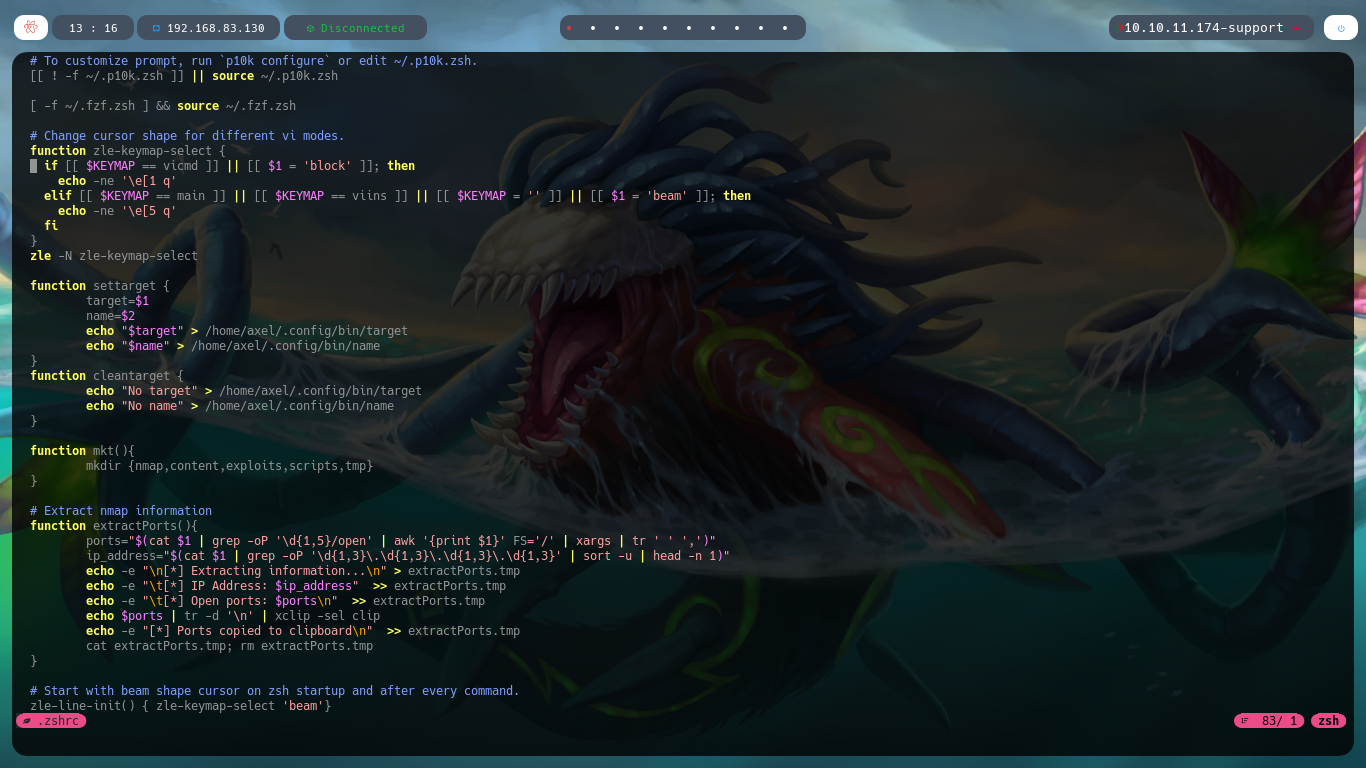 13 : 16
192.168.83.130
Disconnected
10.10.11.174-support
# To customize prompt, run `p10k configure` or edit ~/.p10k.zsh.
[[ ! -f ~/.p10k.zsh ]] || source ~/.p10k.zsh
[ -f ~/.fzf.zsh ] && source ~/.fzf.zsh
# Change cursor shape for different vi modes.
function zle-keymap-select {
  if [[ $KEYMAP == vicmd ]] || [[ $1 = 'block' ]]; then
    echo -ne '\e[1 q'
  elif [[ $KEYMAP == main ]] || [[ $KEYMAP == viins ]] || [[ $KEYMAP = '' ]] || [[ $1 = 'beam' ]]; then
    echo -ne '\e[5 q'
  fi
}
zle -N zle-keymap-select
function settarget {
        target=$1
        name=$2
        echo "$target" > /home/axel/.config/bin/target
        echo "$name" > /home/axel/.config/bin/name
}
function cleantarget {
        echo "No target" > /home/axel/.config/bin/target
        echo "No name" > /home/axel/.config/bin/name
}
function mkt(){
        mkdir {nmap,content,exploits,scripts,tmp}
}
# Extract nmap information
function extractPorts(){
        ports="$(cat $1 | grep -oP '\d{1,5}/open' | awk '{print $1}' FS='/' | xargs | tr ' ' ',')"
        ip_address="$(cat $1 | grep -oP '\d{1,3}\.\d{1,3}\.\d{1,3}\.\d{1,3}' | sort -u | head -n 1)"
        echo -e "\n[*] Extracting information...\n" > extractPorts.tmp
        echo -e "\t[*] IP Address: $ip_address"  >> extractPorts.tmp
        echo -e "\t[*] Open ports: $ports\n"  >> extractPorts.tmp
        echo $ports | tr -d '\n' | xclip -sel clip
        echo -e "[*] Ports copied to clipboard\n"  >> extractPorts.tmp
        cat extractPorts.tmp; rm extractPorts.tmp
}
# Start with beam shape cursor on zsh startup and after every command.
zle-line-init() { zle-keymap-select 'beam'}
.zshrc
83/ 1
zsh